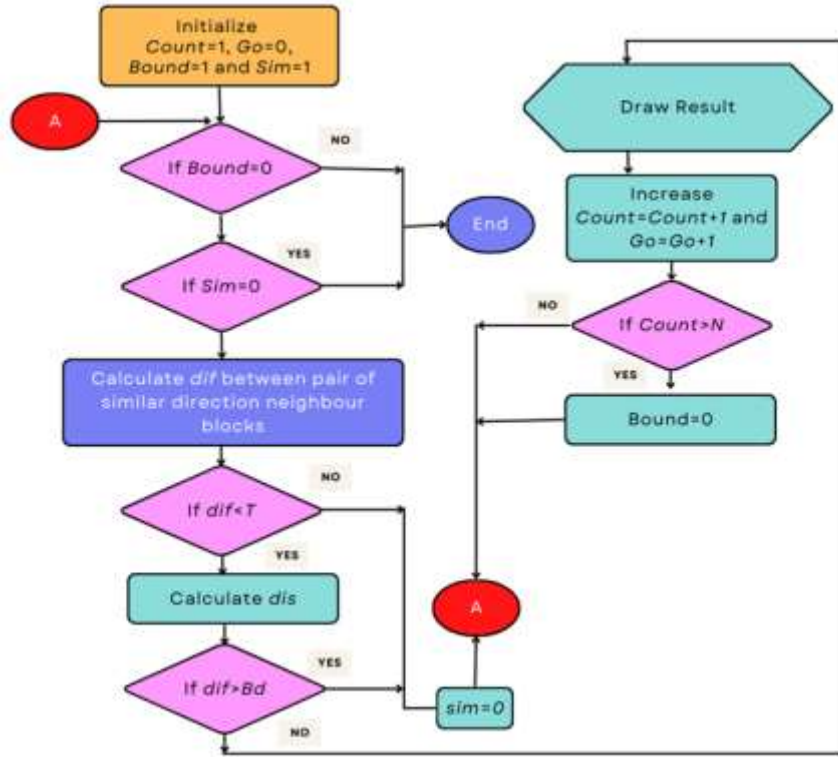 Initialize
Count=1, Go=0,
Bound=1 and Sim=1
A
If Bound=0
NO
End
YES
If Sim=0
Calculate dif between pair of
similar direction neighbour
blocks
If dif<T
NO
YES
Calculate dis
If dif>Bd
YES
NO
sim=0
A
Draw Result
Increase
Count=Count+1 and
Go=Go+1
If Count>N
NO
YES
Bound=0